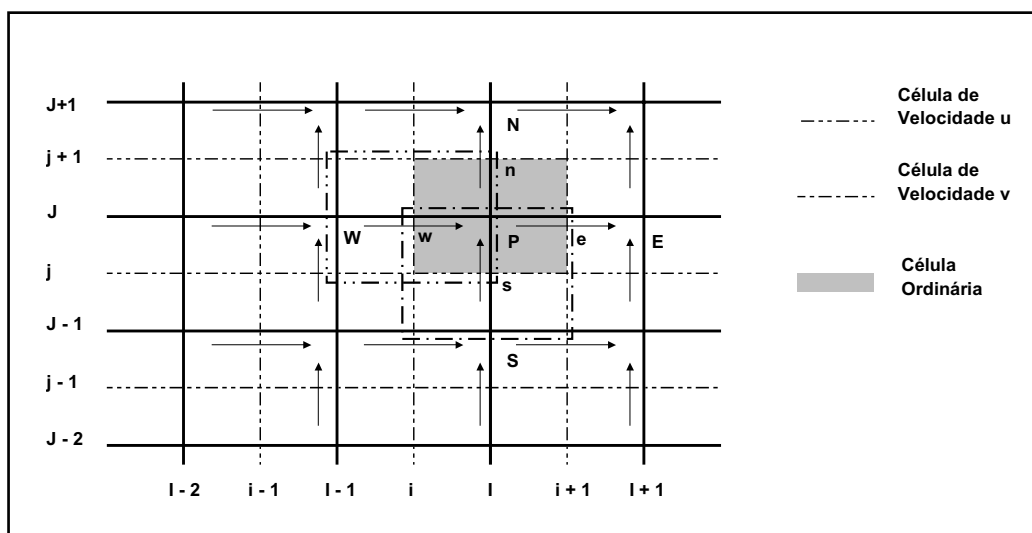 J+1
j + 1
J
j
J - 1
j - 1
J - 2
I - 2
i - 1
I - 1
i
I
i + 1
I + 1
N
n
W
w
P
e
E
s
S
Célula de
Velocidade u
Célula de
Velocidade v
Célula
Ordinária